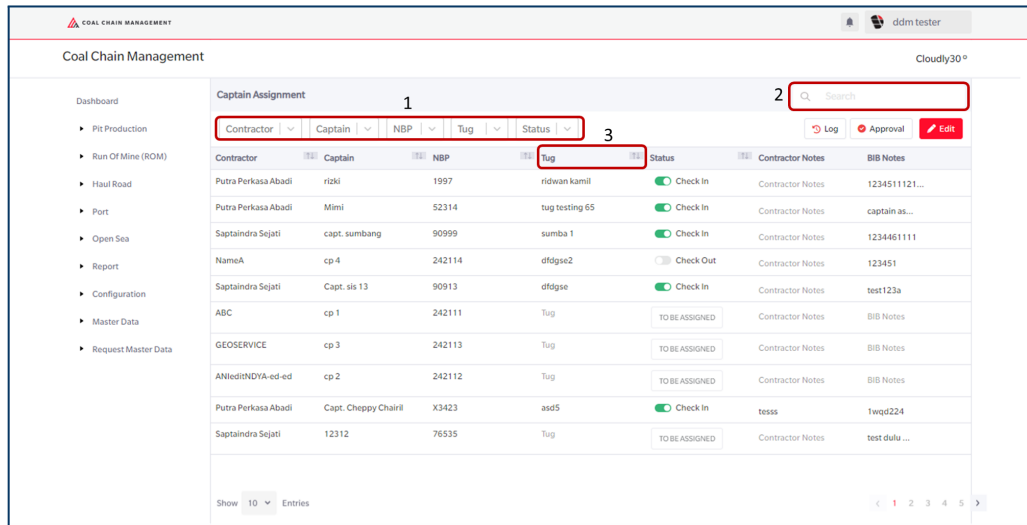 COAL CHAIN MANAGEMENT
ddm tester
Coal Chain Management
Cloudly30°
Dashboard
Pit Production
Run Of Mine (ROM)
Haul Road
Port
Open Sea
Report
Configuration
Master Data
Request Master Data
Captain Assignment
1
2
Search
Contractor Captain NBP Tug Status
3
Log Approval Edit
Contractor Captain NBP Tug Status Contractor Notes BIB Notes
Putra Perkasa Abadi rizki 1997 ridwan kamil Check In Contractor Notes 1234511121...
Putra Perkasa Abadi Mimi 52314 tug testing 65 Check In Contractor Notes captain as...
Saptaindra Sejati capt. sumbang 90999 sumba 1 Check In Contractor Notes 1234461111
NameA cp 4 242114 dfdgse2 Check Out Contractor Notes 123451
Saptaindra Sejati Capt. sis 13 90913 dfdgse Check In Contractor Notes test123a
ABC cp 1 242111 Tug TO BE ASSIGNED Contractor Notes BIB Notes
GEOSERVICE cp 3 242113 Tug TO BE ASSIGNED Contractor Notes BIB Notes
ANIeditNDYA-ed-ed cp 2 242112 Tug TO BE ASSIGNED Contractor Notes BIB Notes
Putra Perkasa Abadi Capt. Cheppy Chairil X3423 asd5 Check In tesss 1wqd224
Saptaindra Sejati 12312 76535 Tug TO BE ASSIGNED Contractor Notes test dulu ...
Show 10 Entries
1 2 3 4 5